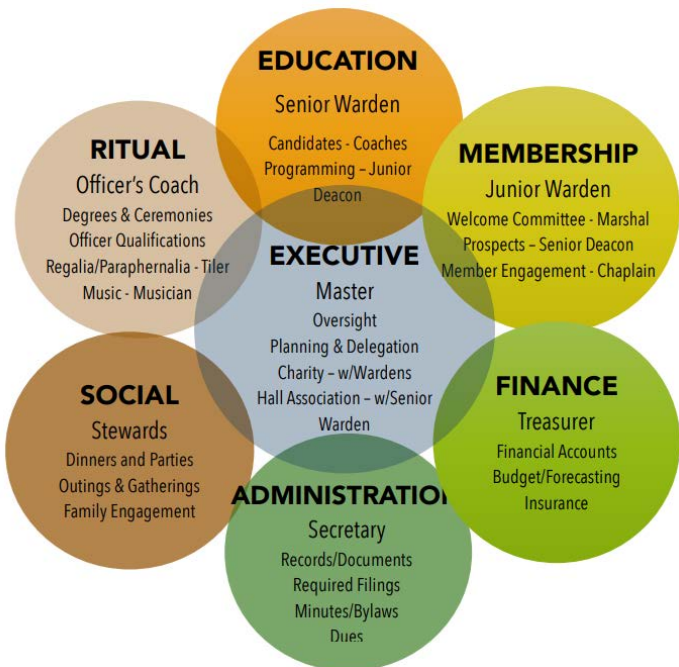 EDUCATION
Senior Warden
Candidates - Coaches
Programming – Junior
Deacon
RITUAL
Officer's Coach
Degrees & Ceremonies
Officer Qualifications
Regalia/Paraphernalia - Tiler
Music - Musician
MEMBERSHIP
Junior Warden
Welcome Committee - Marshal
Prospects – Senior Deacon
Member Engagement - Chaplain
EXECUTIVE
Master
Oversight
Planning & Delegation
Charity – w/Wardens
Hall Association – w/Senior
Warden
SOCIAL
Stewards
Dinners and Parties
Outings & Gatherings
Family Engagement
FINANCE
Treasurer
Financial Accounts
Budget/Forecasting
Insurance
ADMINISTRATION
Secretary
Records/Documents
Required Filings
Minutes/Bylaws
Dues